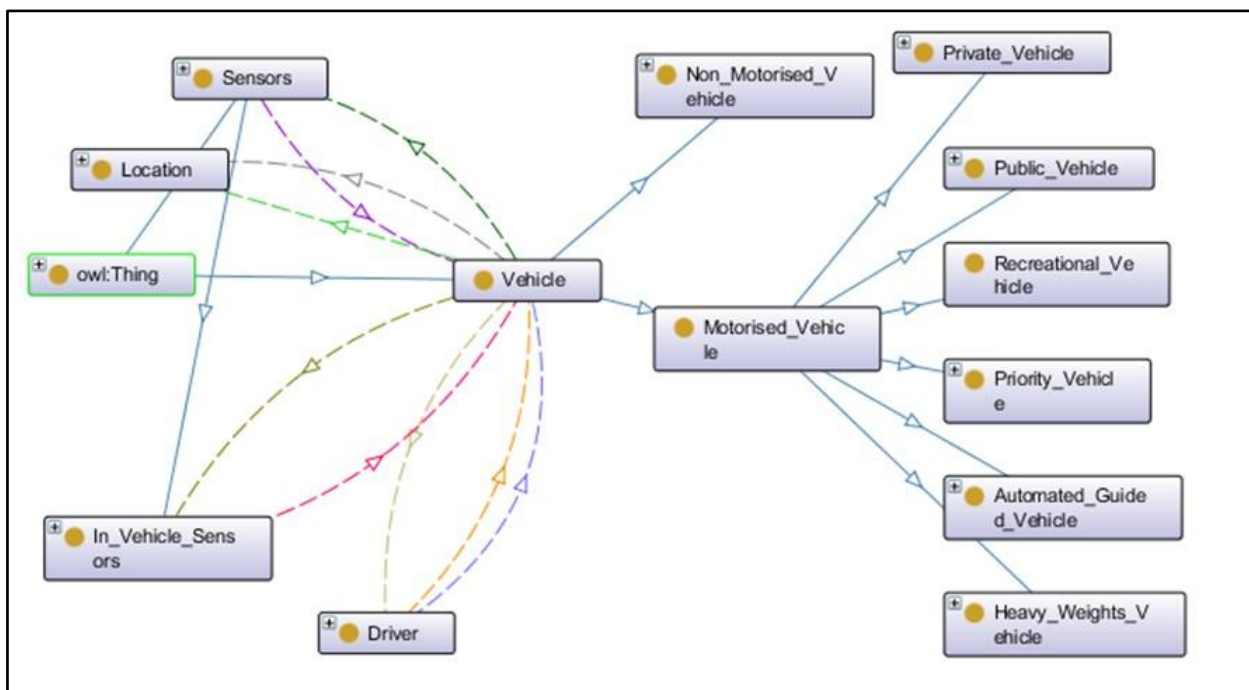 Sensors
Non_Motorised_V
ehicle
Private_Vehicle
Location
Public_Vehicle
owl:Thing
Vehicle
Recreational_Ve
hicle
Motorised_Vehic
le
Priority_Vehicl
e
In_Vehicle_Sens
ors
Automated_Guide
d_Vehicle
Driver
Heavy_Weights_V
ehicle